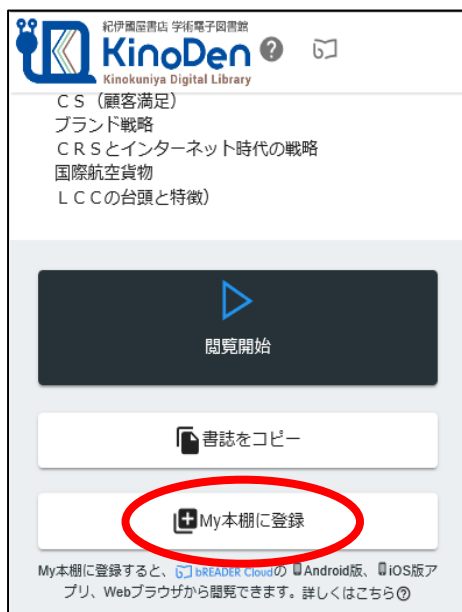 紀伊國屋書店 学術電子図書館
KinoDen
Kinokuniya Digital Library
ＣＳ（顧客満足）
ブランド戦略
ＣＲＳとインターネット時代の戦略
国際航空貨物
ＬＣＣの台頭と特徴)
閲覧開始
書誌をコピー
My本棚に登録
My本棚に登録すると、bREADER Cloudの Android版、iOS版ア
プリ、Webブラウザから閲覧できます。詳しくはこちら